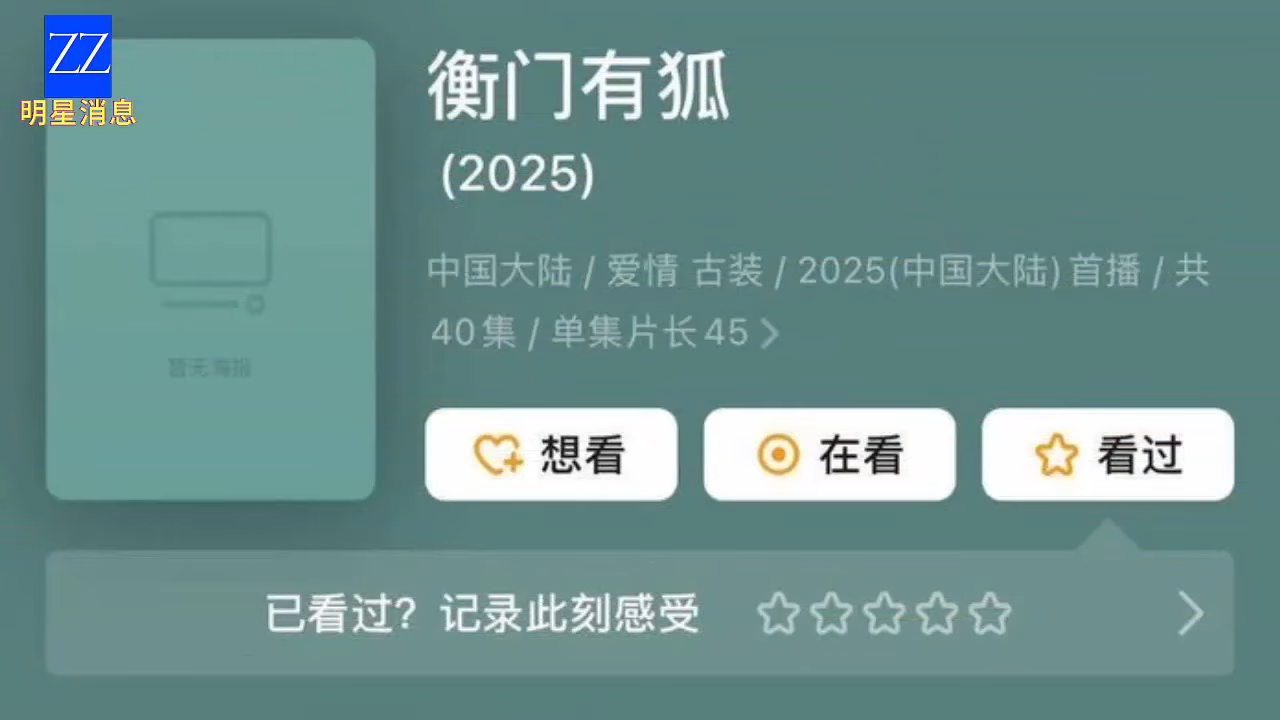 ZZ
明星消息
衡门有狐
(2025)
中国大陆 / 爱情 古装 / 2025(中国大陆)首播 / 共
40集 / 单集片长45
暂无海报
想看
在看
看过
已看过? 记录此刻感受